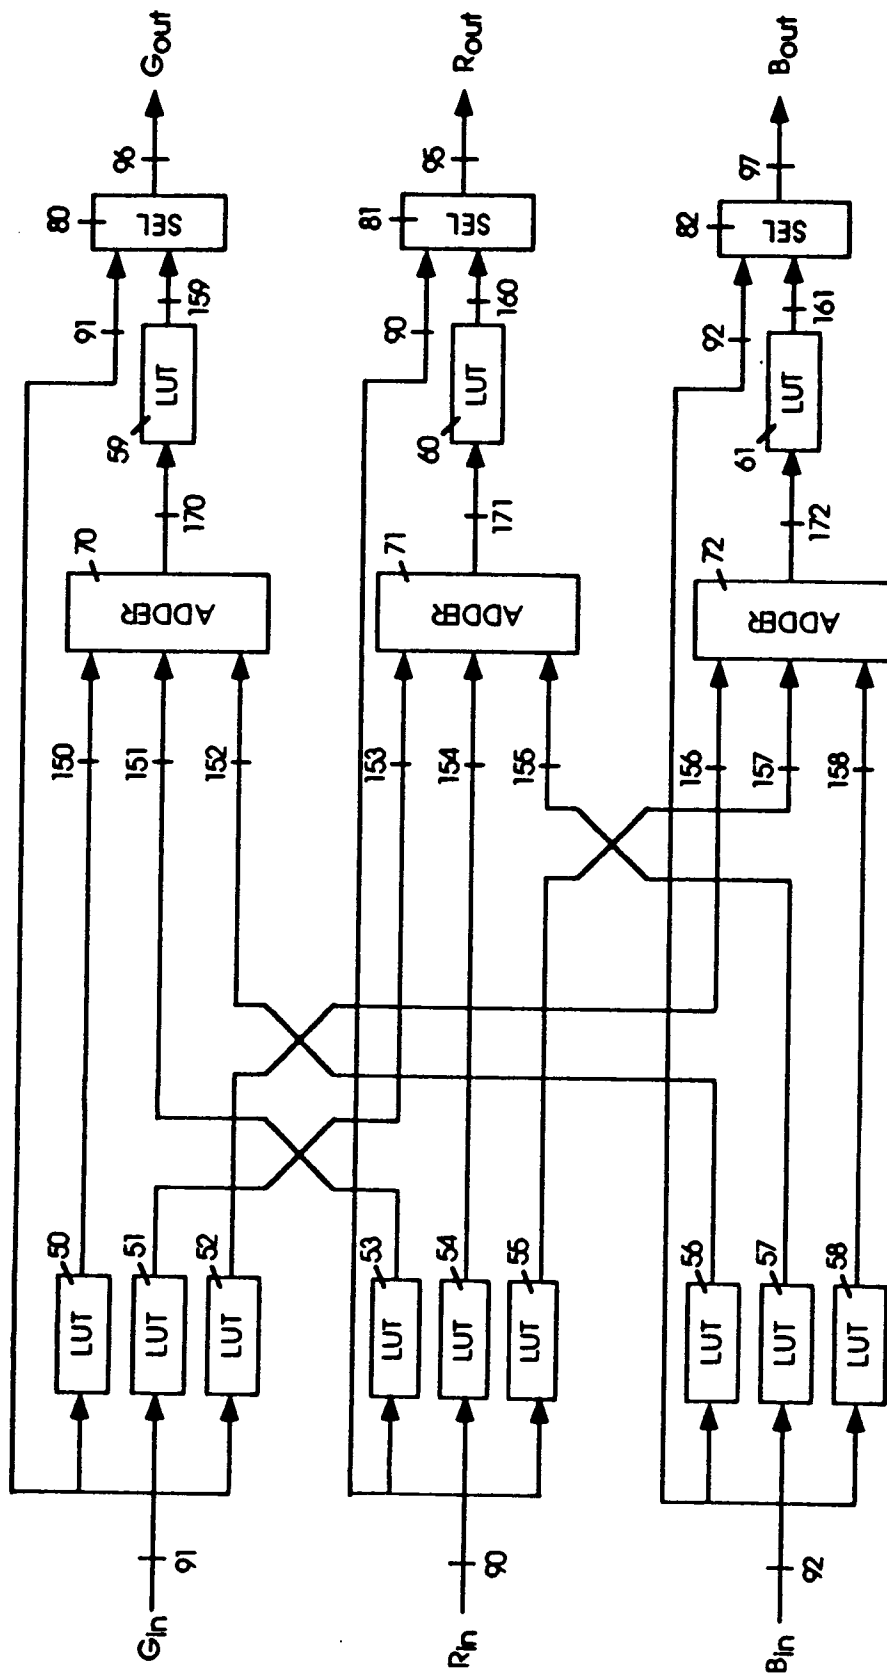 Gin
91
LUT
50
LUT
51
LUT
52
150
151
152
ADDER
70
170
LUT
59
159
91
SEL
80
96
Gout
Rin
90
LUT
53
LUT
54
LUT
55
153
154
155
ADDER
71
171
LUT
60
160
90
SEL
81
95
Rout
Bin
92
LUT
56
LUT
57
LUT
58
156
157
158
ADDER
72
172
LUT
61
161
92
SEL
82
97
Bout